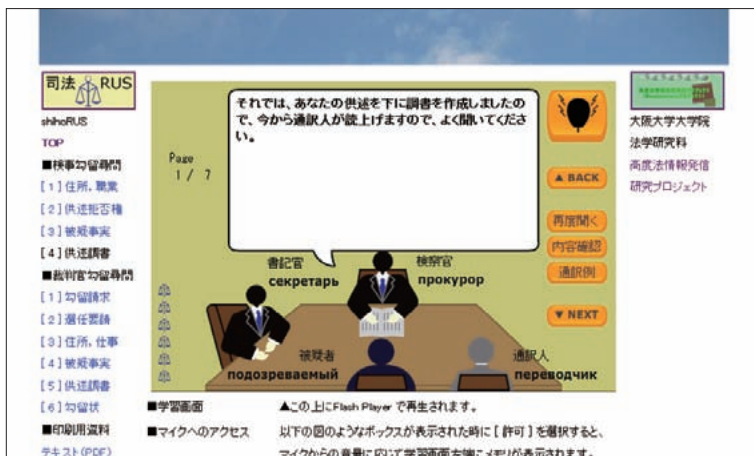 司法 RUS
shihoRUS
TOP
■検事勾留尋問
[1]住所、職業
[2]供述拒否権
[3]被疑事実
[4]供述調書
■裁判官勾留尋問
[1]勾留請求
[2]選任要請
[3]住所、仕事
[4]被疑事実
[5]供述調書
[6]勾留状
■印刷用資料
テキスト(PDF)
それでは、あなたの供述を下に調書を作成しましたの
で、今から通訳人が読上げますので、よく聞いてくださ
い。
Page
1 / 7
▲ BACK
再度聞く
内容確認
通訳例
▼ NEXT
書記官
секретарь
検察官
прокурор
被疑者
подозреваемый
通訳人
переводчик
■学習画面
▲この上にFlash Player で再生されます。
■マイクへのアクセス
以下の図のようなボックスが表示された時に[許可]を選択すると、
マイクからの音量に応じて学習画面左端にメモリが表示されます。
大阪大学大学院
法学研究科
高度法情報発信
研究プロジェクト